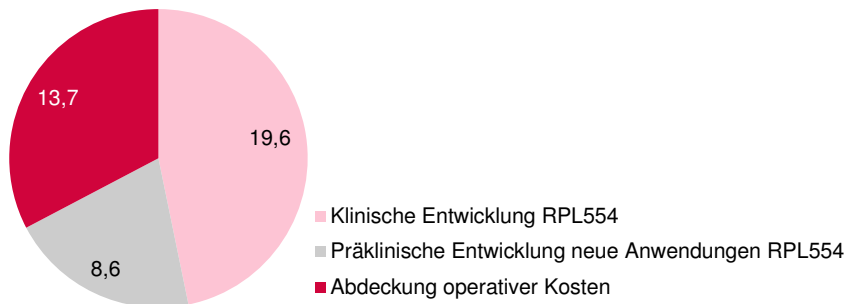 13,7
19,6
8,6
Klinische Entwicklung RPL554
Präklinische Entwicklung neue Anwendungen RPL554
Abdeckung operativer Kosten